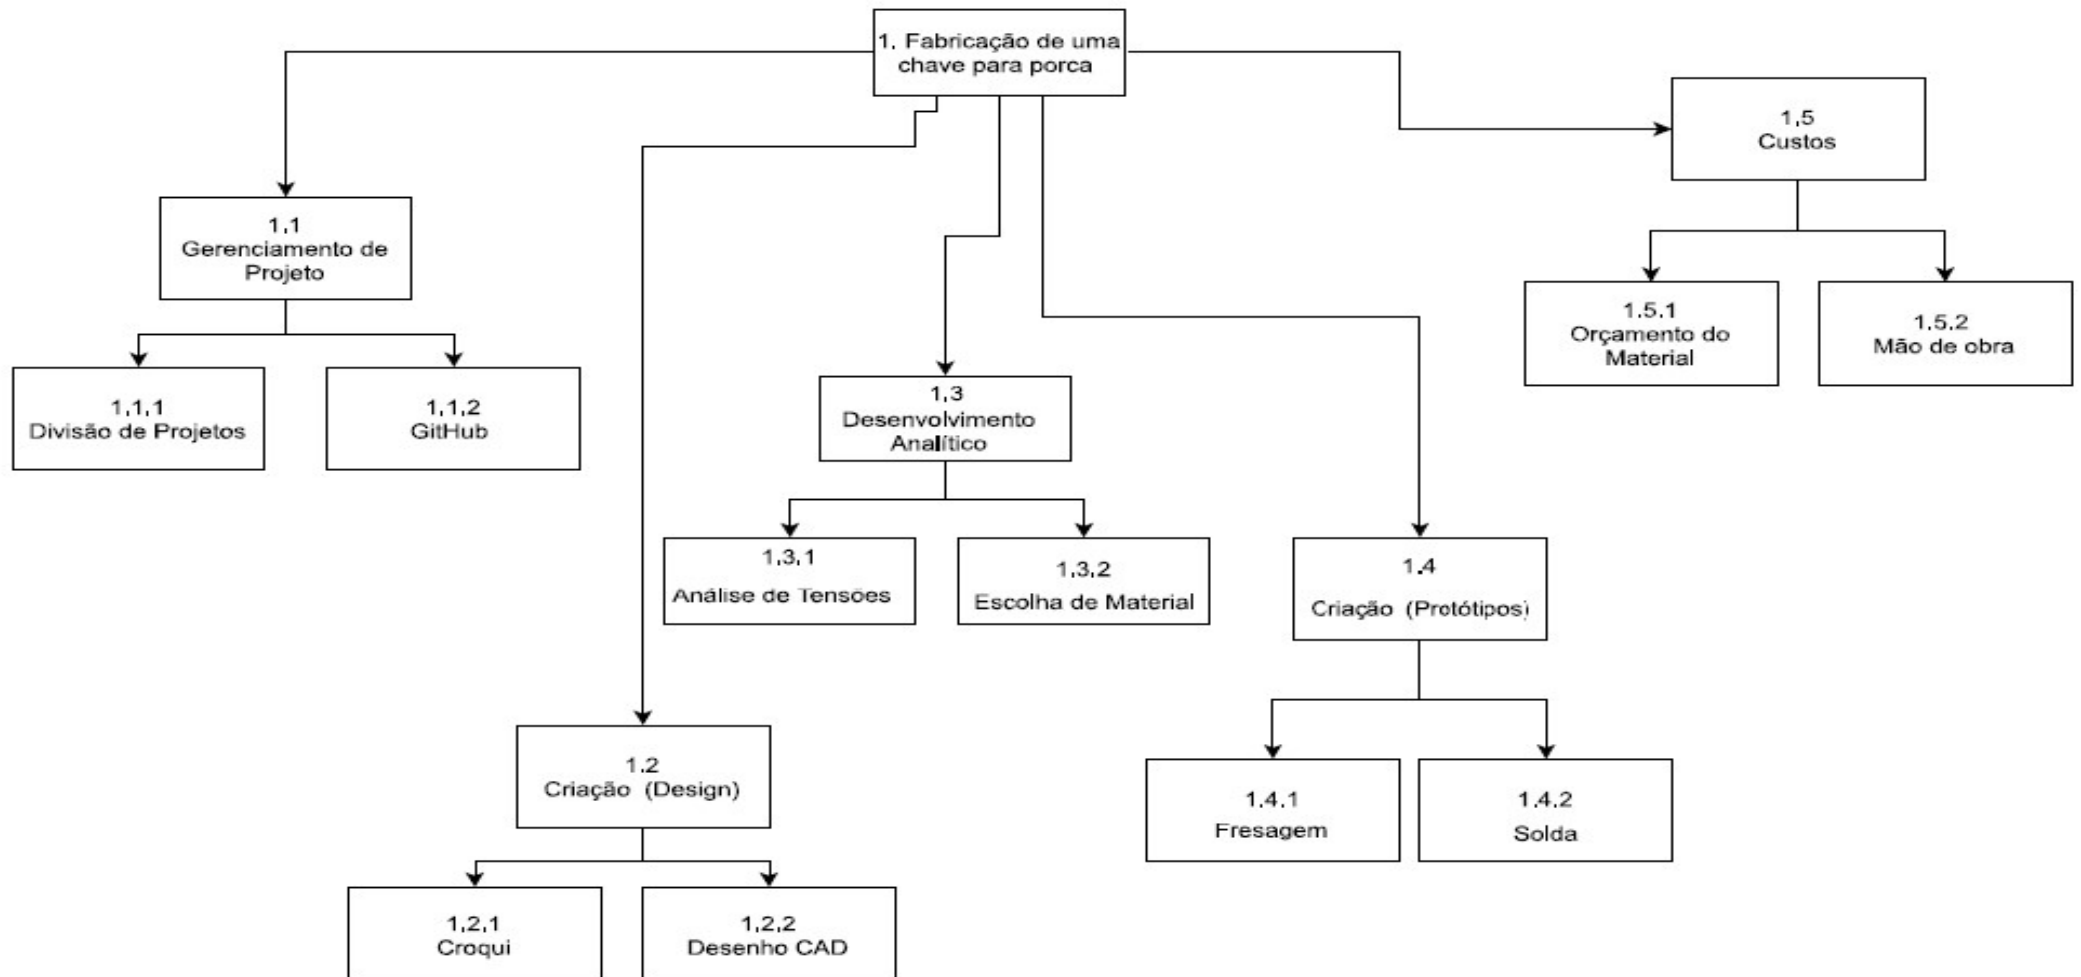 1. Fabricação de uma
chave para porca
1.5
Custos
1.1
Gerenciamento de
Projeto
1.5.1
Orçamento do
Material
1.5.2
Mão de obra
1.1.1
Divisão de Projetos
1.1.2
GitHub
1.3
Desenvolvimento
Analítico
1.3.1
Análise de Tensões
1.3.2
Escolha de Material
1.4
Criação (Protótipos)
1.2
Criação (Design)
1.4.1
Fresagem
1.4.2
Solda
1.2.1
Croqui
1.2.2
Desenho CAD